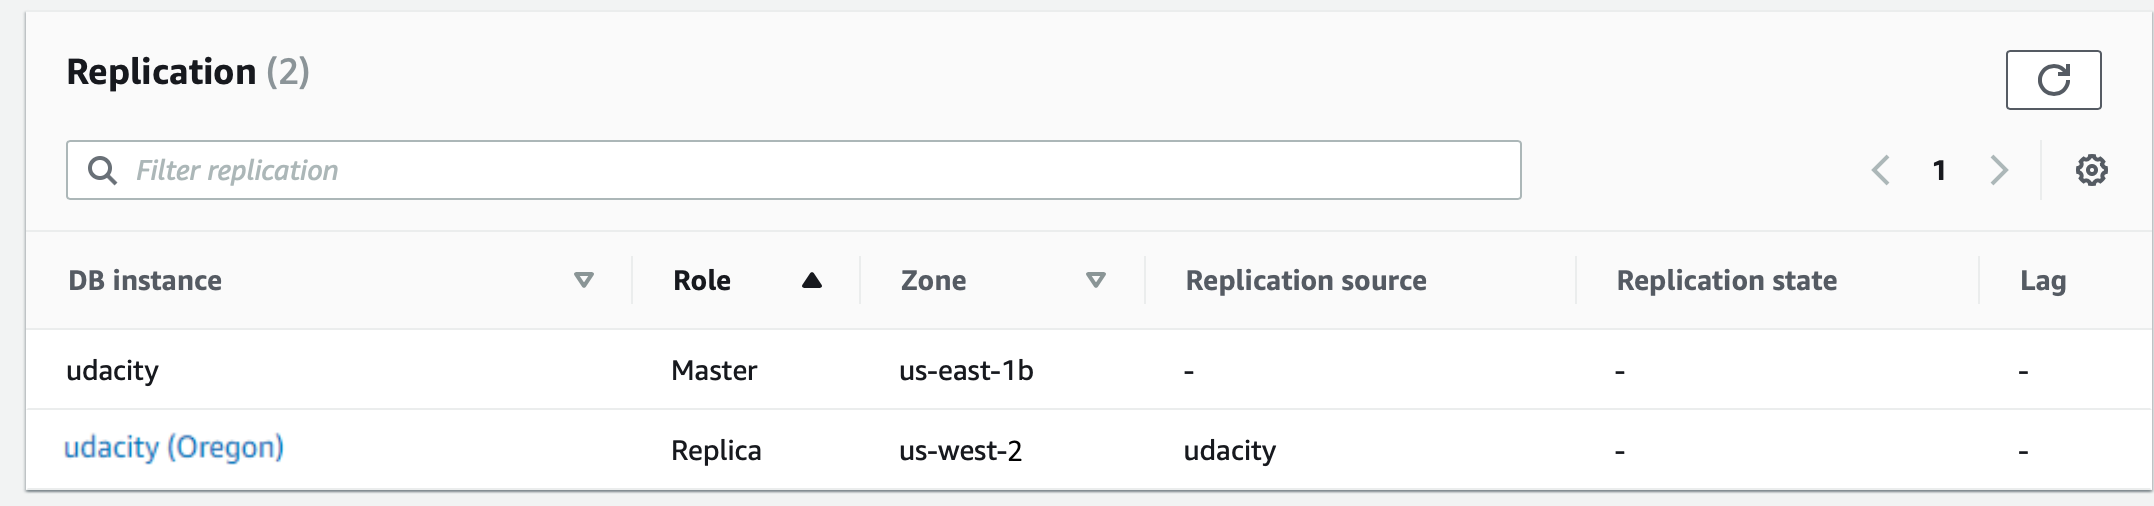 Replication (2)
Filter replication
1
DB instance Role Zone Replication source Replication state Lag
udacity Master us-east-1b - - -
udacity (Oregon) Replica us-west-2 udacity - -